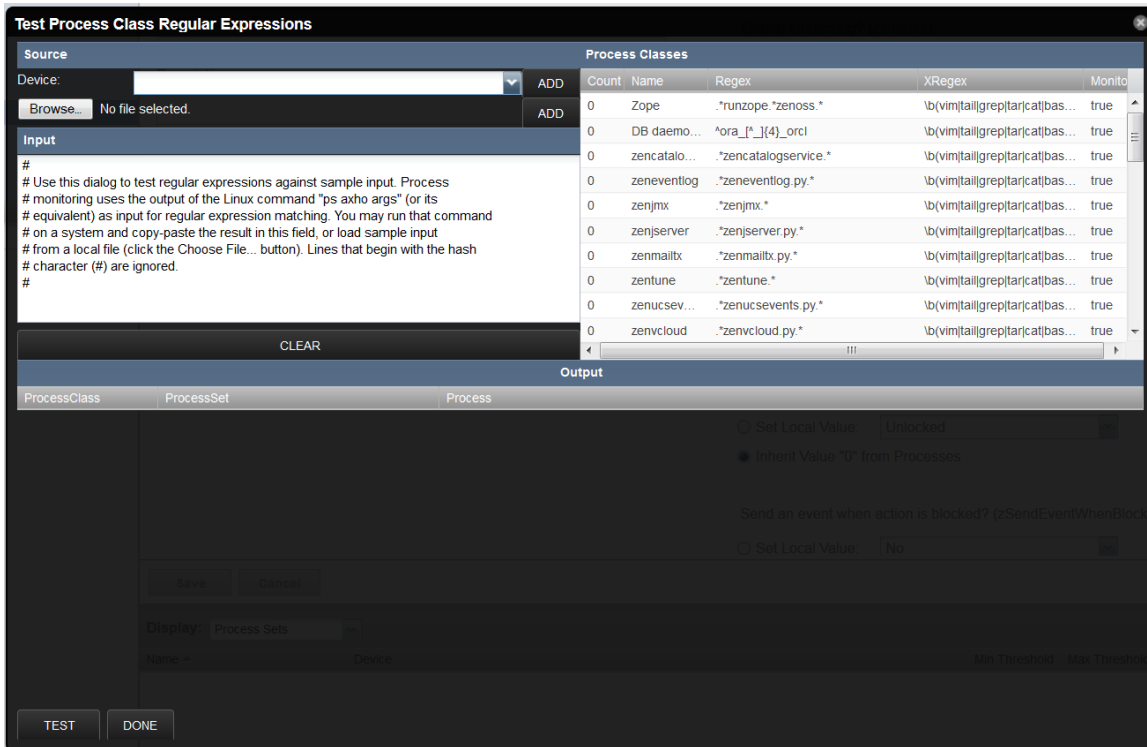 Test Process Class Regular Expressions
Source
Device:
ADD
Browse... No file selected.
ADD
Input
#
# Use this dialog to test regular expressions against sample input. Process
# monitoring uses the output of the Linux command "ps axho args" (or its
# equivalent) as input for regular expression matching. You may run that command
# on a system and copy-paste the result in this field, or load sample input
# from a local file (click the Choose File... button). Lines that begin with the hash
# character (#) are ignored.
#
CLEAR
Process Classes
Count Name Regex XRegex Monito
0 Zope .*runzope.*zenoss.* \b(vim|tail|grep|tar|cat|bas... true
0 DB daemo... ^ora_[^_]{4}_orcl \b(vim|tail|grep|tar|cat|bas... true
0 zencatalo... .*zencatalogservice.* \b(vim|tail|grep|tar|cat|bas... true
0 zeneventlog .*zeneventlog.py.* \b(vim|tail|grep|tar|cat|bas... true
0 zenjmx .*zenjmx.* \b(vim|tail|grep|tar|cat|bas... true
0 zenjserver .*zenjserver.py.* \b(vim|tail|grep|tar|cat|bas... true
0 zenmailtx .*zenmailtx.py.* \b(vim|tail|grep|tar|cat|bas... true
0 zentune .*zentune.* \b(vim|tail|grep|tar|cat|bas... true
0 zenucsev... .*zenucsevents.py.* \b(vim|tail|grep|tar|cat|bas... true
0 zenvcloud .*zenvcloud.py.* \b(vim|tail|grep|tar|cat|bas... true
Output
ProcessClass ProcessSet Process
Set Local Value: Unlocked
Inherit Value "0" from Processes
Send an event when action is blocked? (zSendEventWhenBlock
Set Local Value: No
Save Cancel
Display: Process Sets
Name Device Min Threshold Max Threshold
TEST DONE